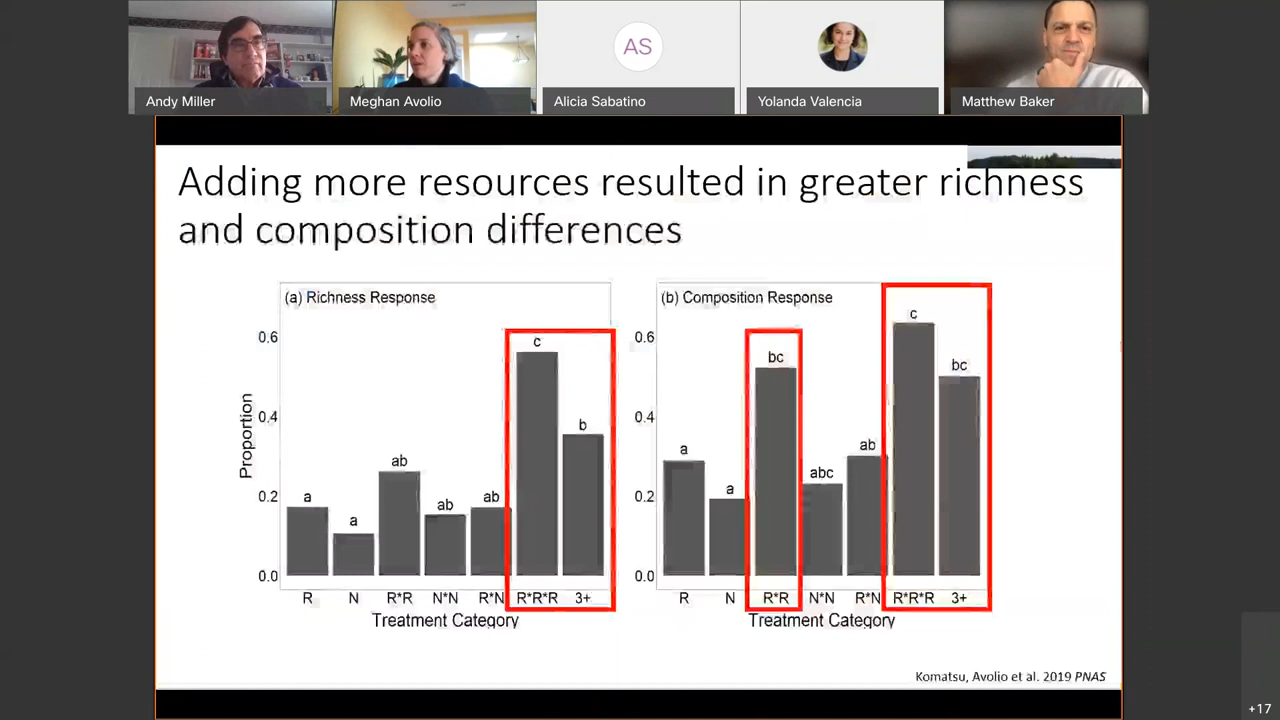 AS
Andy Miller
Meghan Avolio
Alicia Sabatino
Yolanda Valencia
Matthew Baker
Adding more resources resulted in greater richness
and composition differences
(a) Richness Response
Proportion
0.6
0.4
0.2
0.0
a
a
ab
ab
ab
c
b
R
N
R*R
N*N
R*N
R*R*R
3+
Treatment Category
(b) Composition Response
0.6
0.4
0.2
0.0
a
a
bc
abc
ab
c
bc
R
N
R*R
N*N
R*N
R*R*R
3+
Treatment Category
Komatsu, Avolio et al. 2019 PNAS
+17